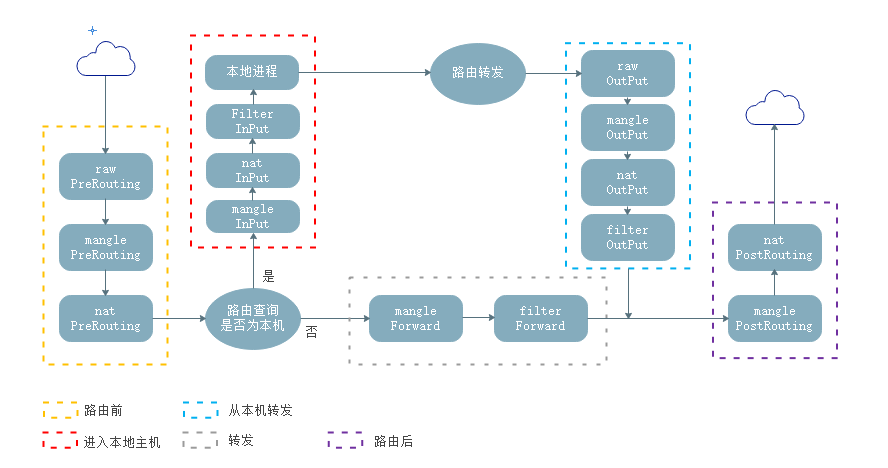 raw
PreRouting
mangle
PreRouting
nat
PreRouting
路由查询
是否为本机
是
否
mangle
InPut
nat
InPut
Filter
InPut
本地进程
路由转发
raw
OutPut
mangle
OutPut
nat
OutPut
filter
OutPut
mangle
Forward
filter
Forward
mangle
PostRouting
nat
PostRouting
路由前
从本机转发
进入本地主机
转发
路由后